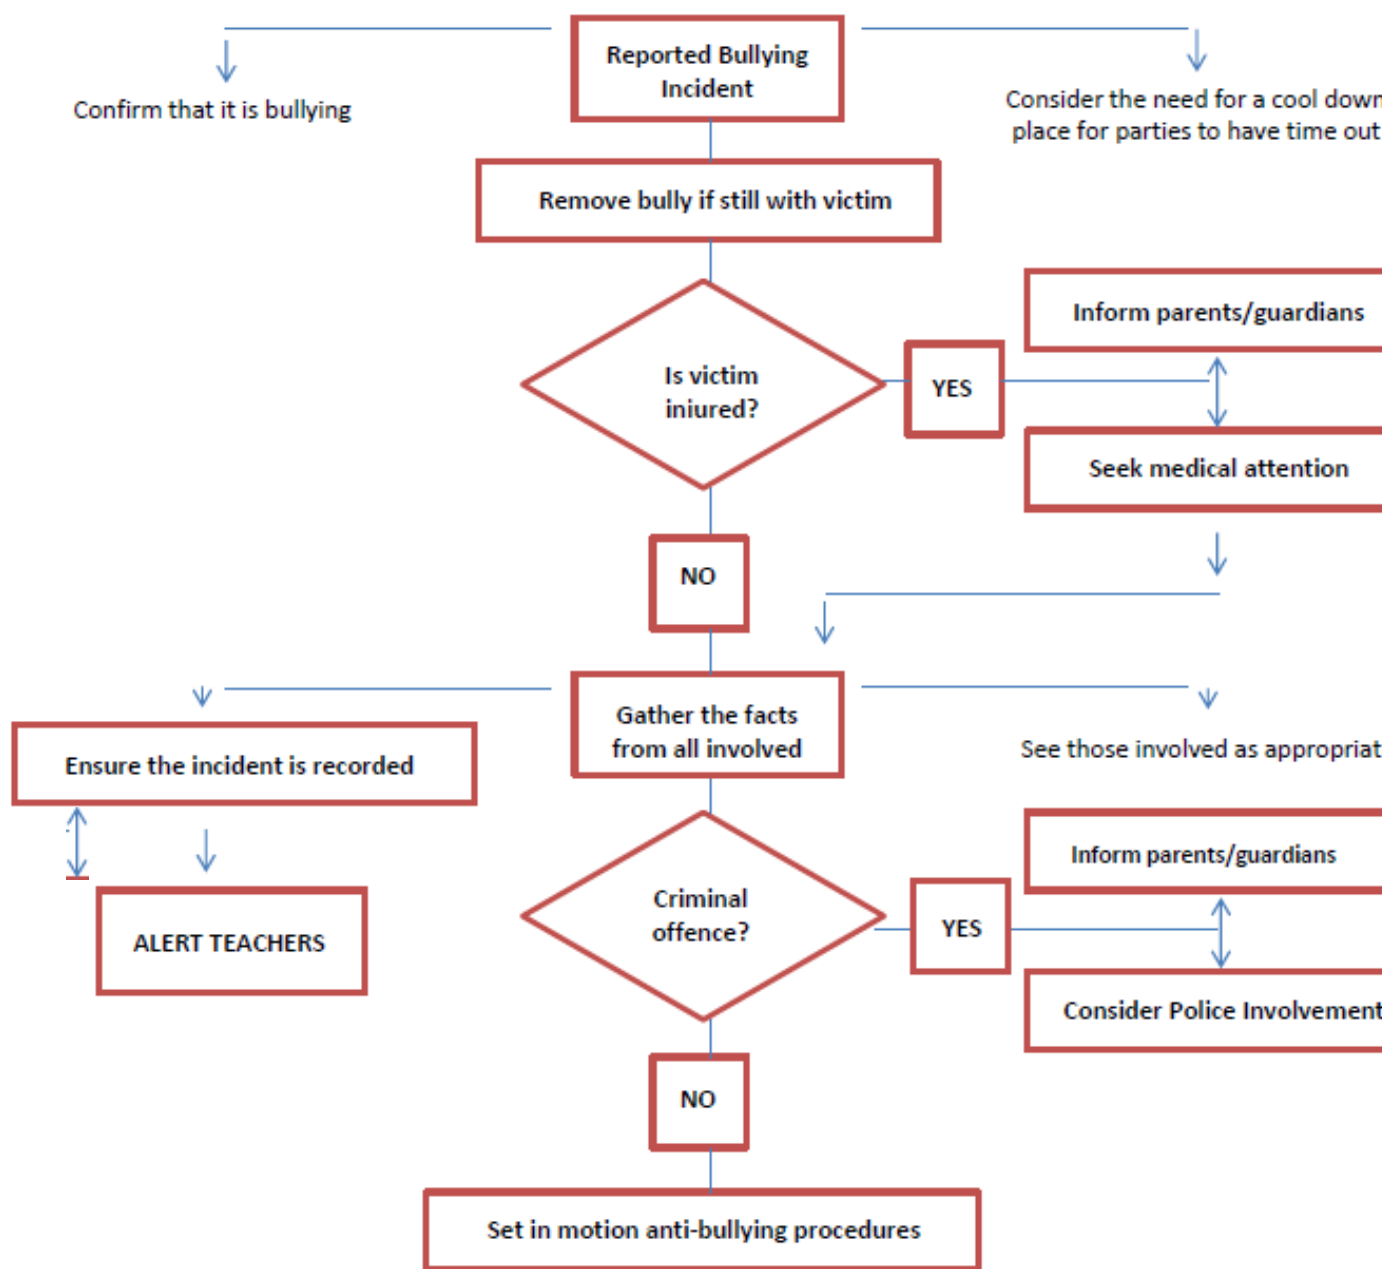 Reported Bullying
Incident
Confirm that it is bullying
Consider the need for a cool down
place for parties to have time out
Remove bully if still with victim
Inform parents/guardians
Is victim
iniured?
YES
Seek medical attention
NO
Gather the facts
from all involved
Ensure the incident is recorded
See those involved as appropriat
Inform parents/guardians
Criminal
offence?
YES
ALERT TEACHERS
Consider Police Involvement
NO
Set in motion anti-bullying procedures